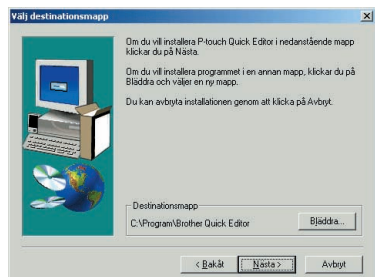 Välj destinationsmapp
Om du vill installera P-touch Quick Editor i nedanstående mapp
klickar du på Nästa.
Om du vill installera programmet i en annan mapp, klickar du på
Bläddra och väljer en ny mapp.
Du kan avbryta installationen genom att klicka på Avbryt.
Destinationsmapp
C:\Program\Brother Quick Editor
Bläddra...
< Bakåt
Nästa >
Avbryt